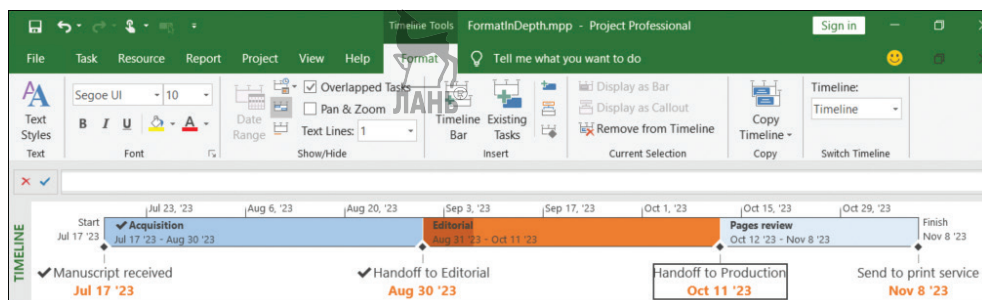 Timeline Tools FormatInDepth.mpp - Project Professional Sign in
File Task Resource Report Project View Help Format Tell me what you want to do
Text Styles
Segoe UI 10
B I U A
Date Range
Overlapped Tasks
Pan & Zoom
Text Lines: 1
ЛАНЬ
Timeline Bar
Existing Tasks
Display as Bar
Display as Callout
Remove from Timeline
Copy Timeline
Timeline:
Timeline
Text Font Show/Hide Insert Current Selection Copy Switch Timeline
TIMELINE
Jul 23, '23 Aug 6, '23 Aug 20, '23 Sep 3, '23 Sep 17, '23 Oct 1, '23 Oct 15, '23 Oct 29, '23
Start
Jul 17 '23
Acquisition
Jul 17 '23 - Aug 30 '23
Editorial
Aug 31 '23 - Oct 11 '23
Pages review
Oct 12 '23 - Nov 8 '23
Finish
Nov 8 '23
Manuscript received
Jul 17 '23
Handoff to Editorial
Aug 30 '23
Handoff to Production
Oct 11 '23
Send to print service
Nov 8 '23